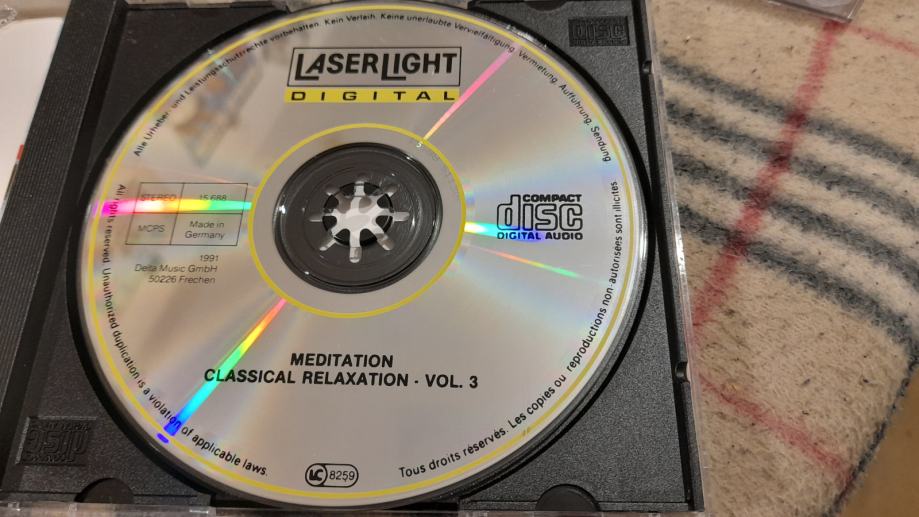 LASERLIGHT
DIGITAL
Alle Urheber- und Leistungsschutzrechte vorbehalten. Kein Verleih. Keine unerlaubte Vervielfältigung, Vermietung, Aufführung, Sendung
STEREO 15 688
MCPS Made in Germany
1991
Delta Music GmbH
50226 Frechen
COMPACT
disc
DIGITAL AUDIO
MEDITATION
CLASSICAL RELAXATION - VOL. 3
All rights reserved. Unauthorized duplication is a violation of applicable laws.
LC 8259
Tous droits réservés. Les copies ou reproductions non-autorisées sont illicites
disc